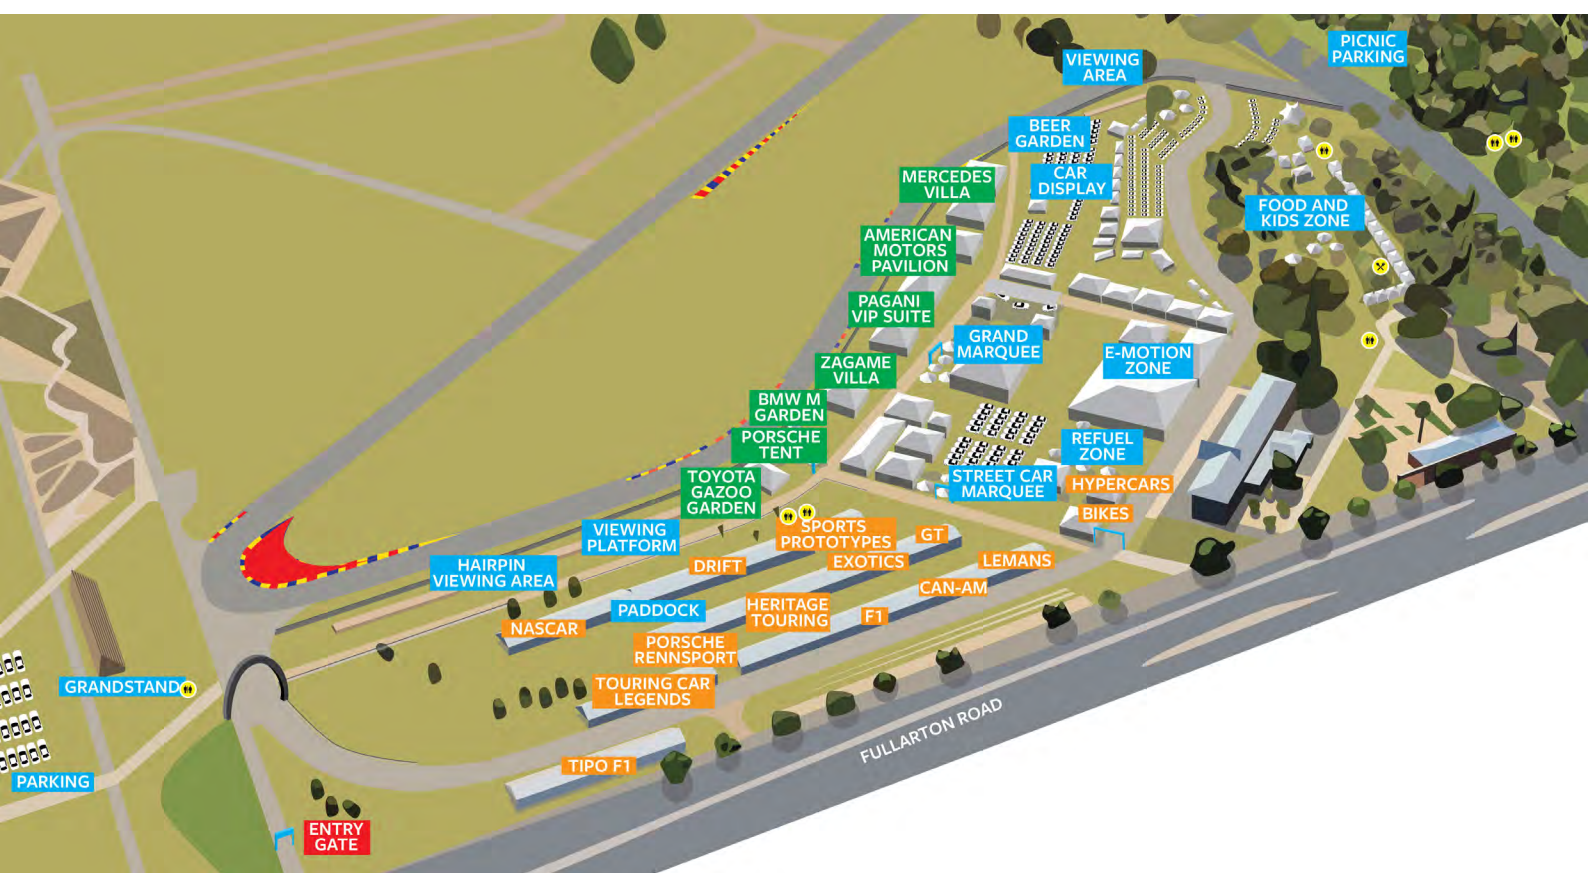 PICNIC
PARKING
VIEWING
AREA
BEER
GARDEN
CAR
DISPLAY
MERCEDES
VILLA
FOOD AND
KIDS ZONE
AMERICAN
MOTORS
PAVILION
PAGANI
VIP SUITE
GRAND
MARQUEE
E-MOTION
ZONE
ZAGAME
VILLA
BMW M
GARDEN
PORSCHE
TENT
REFUEL
ZONE
TOYOTA
GAZOO
GARDEN
STREET CAR
MARQUEE
HYPERCARS
BIKES
VIEWING
PLATFORM
SPORTS
PROTOTYPES
GT
HAIRPIN
VIEWING AREA
DRIFT
EXOTICS
LEMANS
CAN-AM
PADDOCK
HERITAGE
TOURING
F1
NASCAR
PORSCHE
RENNSPORT
GRANDSTAND
TOURING CAR
LEGENDS
FULLARTON ROAD
TIPO F1
PARKING
ENTRY
GATE